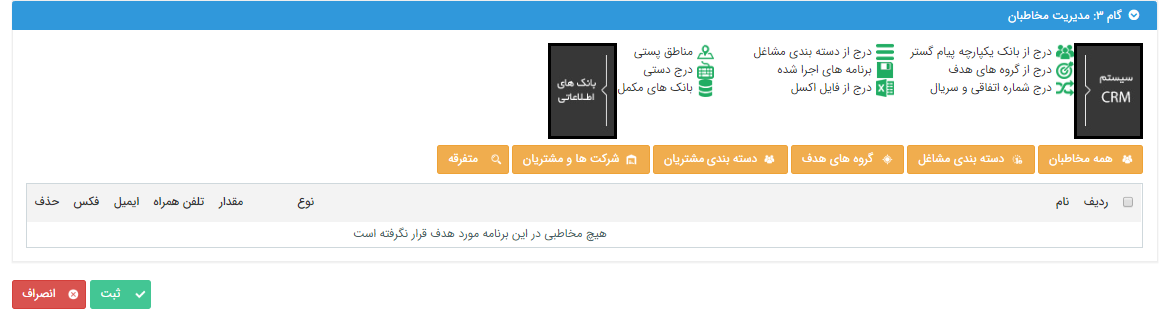 گام ۳: مدیریت مخاطبان
سیستم
CRM
درج از بانک یکپارچه پیام گستر
درج از گروه های هدف
درج شماره اتفاقی و سریال
درج از دسته بندی مشاغل
برنامه های اجرا شده
درج از فایل اکسل
بانک های
اطلاعاتی
مناطق پستی
درج دستی
بانک های مکمل
همه مخاطبان دسته بندی مشاغل گروه های هدف دسته بندی مشتریان شرکت ها و مشتریان متفرقه
ردیف نام نوع مقدار تلفن همراه ایمیل فکس حذف
هیچ مخاطبی در این برنامه مورد هدف قرار نگرفته است
ثبت انصراف